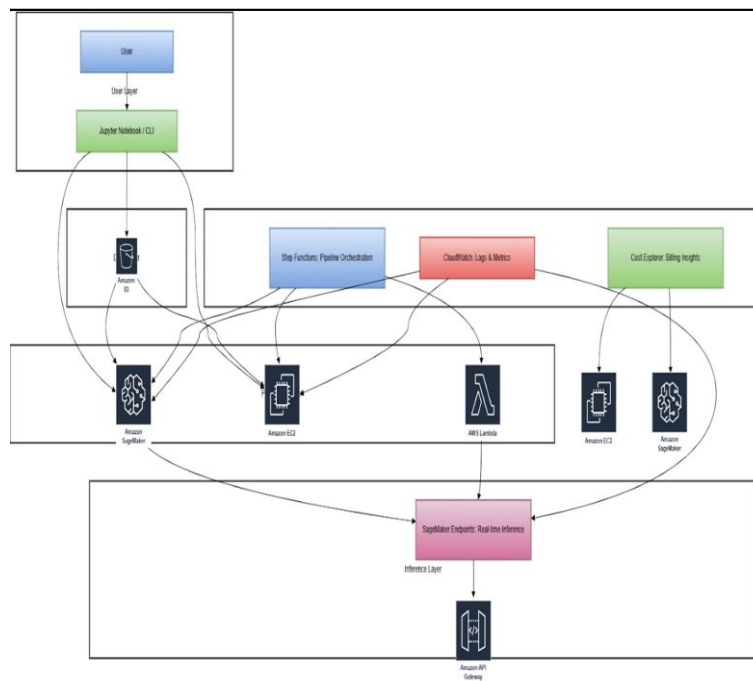 User
User Layer
Jupyter Notebook / CLI
Amazon
S3
Step Functions: Pipeline Orchestration
CloudWatch: Logs & Metrics
Cost Explorer: Billing Insights
Amazon
SageMaker
Amazon EC2
AWS Lambda
Amazon EC2
Amazon
SageMaker
SageMaker Endpoints: Real-time Inference
Inference Layer
Amazon API
Gateway